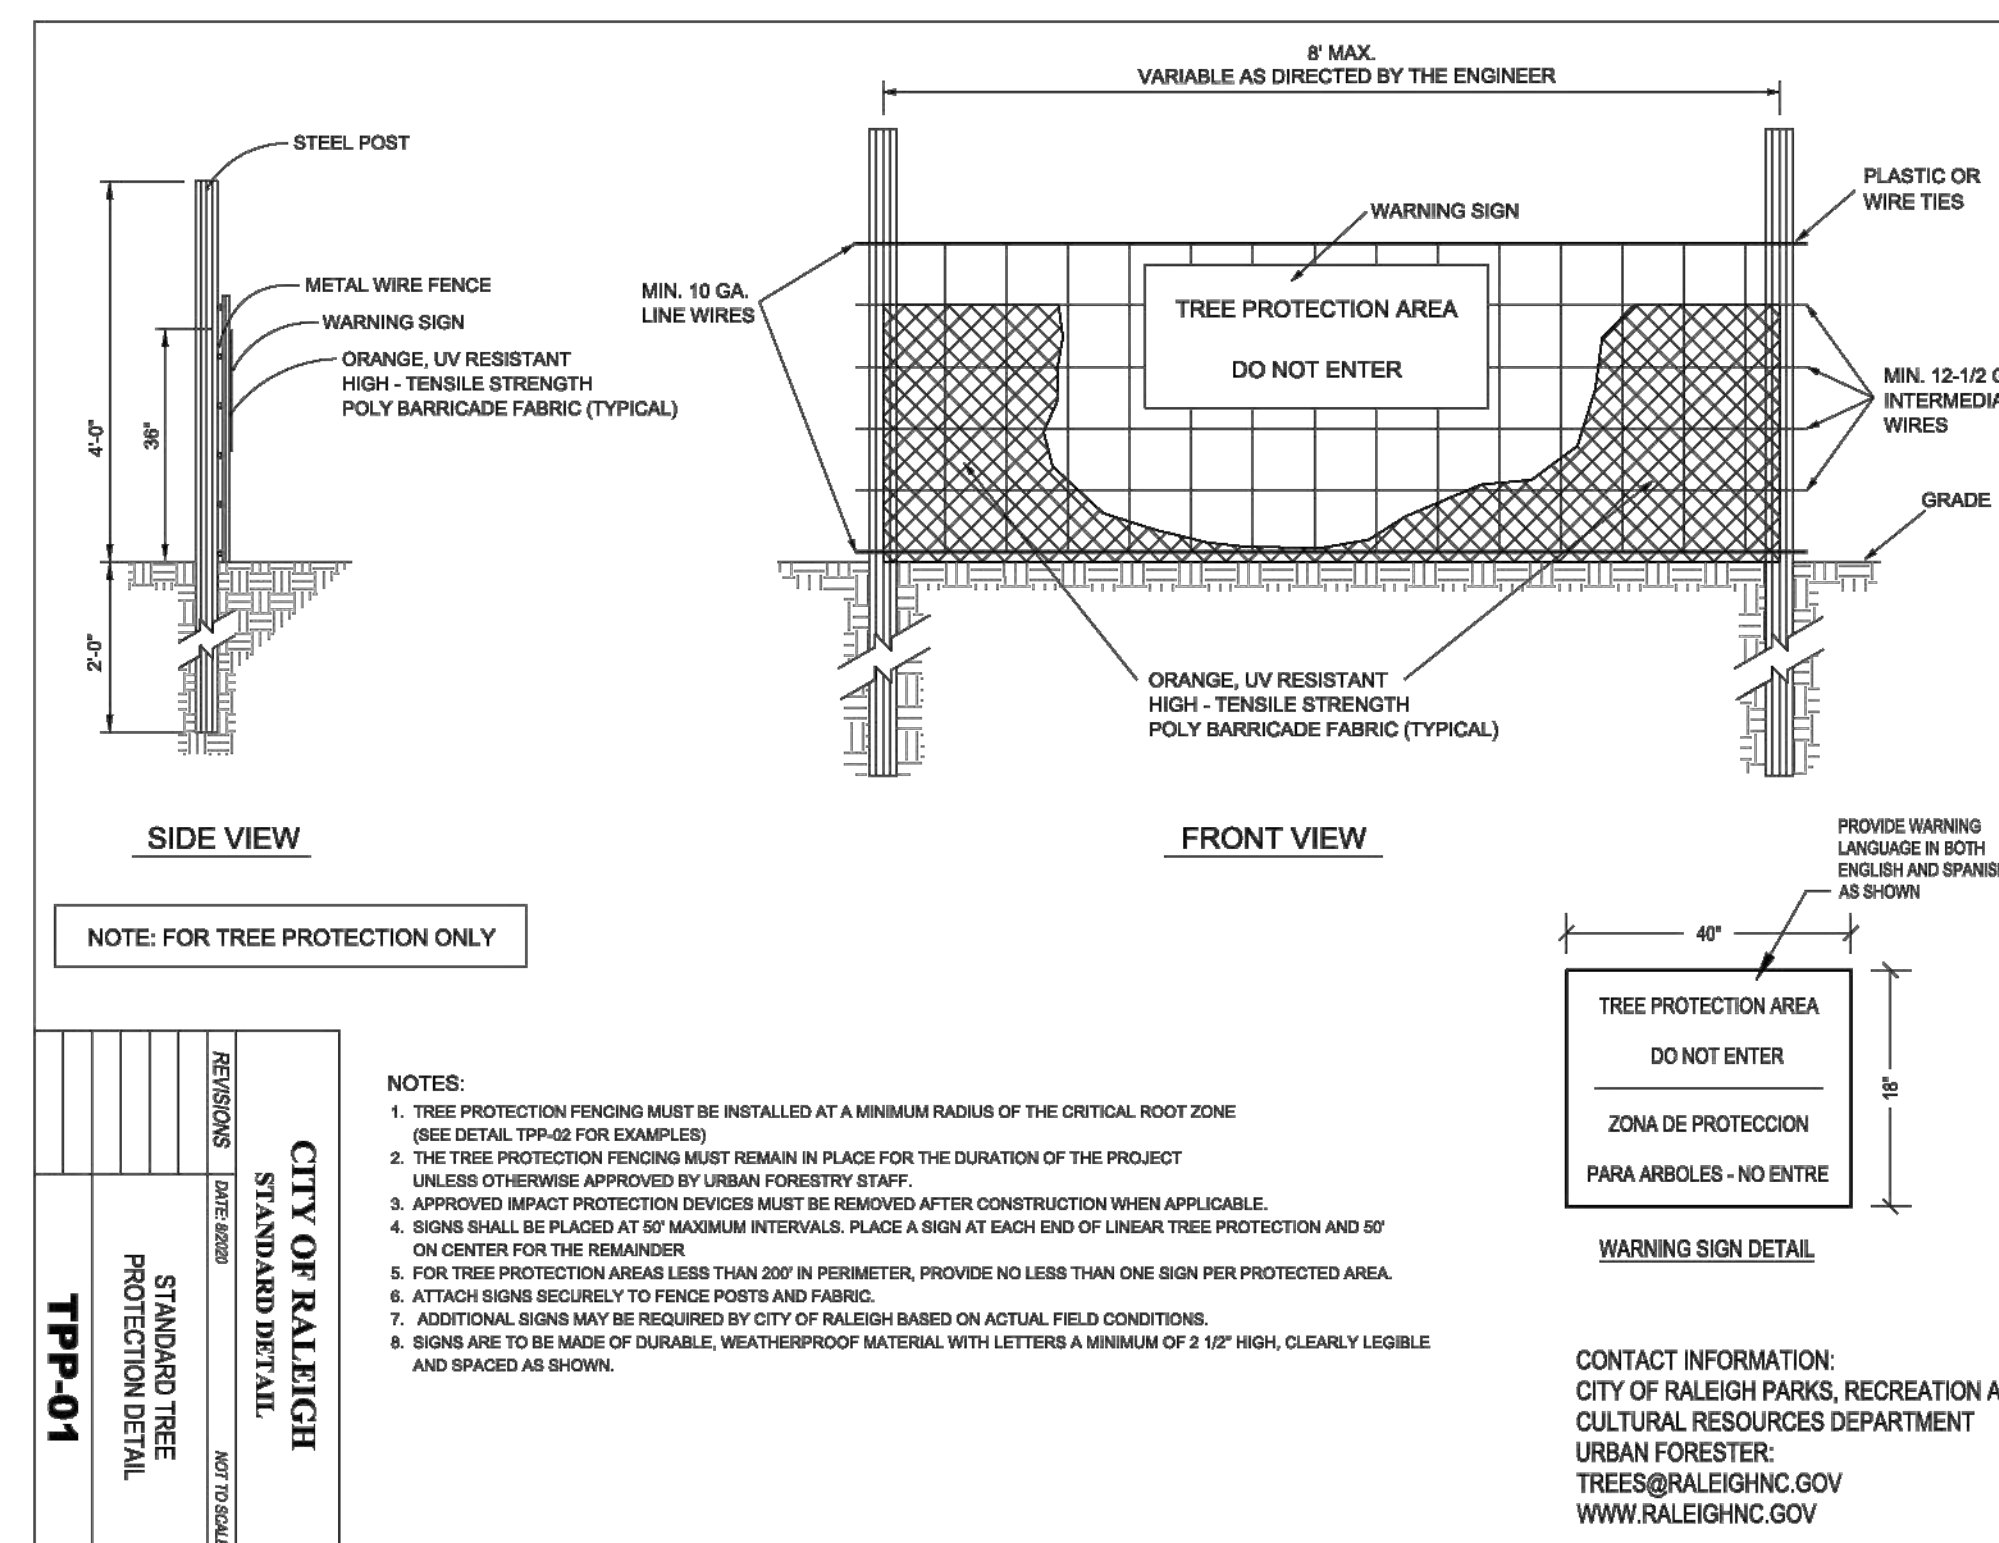 8' MAX.
VARIABLE AS DIRECTED BY THE ENGINEER
STEEL POST
METAL WIRE FENCE
WARNING SIGN
ORANGE, UV RESISTANT
HIGH - TENSILE STRENGTH
POLY BARRICADE FABRIC (TYPICAL)
4'-0"
36"
2'-0"
SIDE VIEW
MIN. 10 GA.
LINE WIRES
WARNING SIGN
TREE PROTECTION AREA
DO NOT ENTER
PLASTIC OR
WIRE TIES
MIN. 12-1/2
WIRES
GRADE
ORANGE, UV RESISTANT
HIGH - TENSILE STRENGTH
POLY BARRICADE FABRIC (TYPICAL)
FRONT VIEW
NOTE: FOR TREE PROTECTION ONLY
PROVIDE WARNING
LANGUAGE IN BOTH
ENGLISH AND
AS SHOWN
40"
18"
TREE PROTECTION AREA
DO NOT ENTER
ZONA DE PROTECCION
PARA ARBOLES - NO ENTRE
WARNING SIGN DETAIL
NOTES:
1. TREE PROTECTION FENCING MUST BE INSTALLED AT A MINIMUM RADIUS OF THE CRITICAL ROOT ZONE
(SEE DETAIL TPP-02 FOR EXAMPLES)
2. THE TREE PROTECTION FENCING MUST REMAIN IN PLACE FOR THE DURATION OF THE PROJECT
UNLESS OTHERWISE APPROVED BY URBAN FORESTRY STAFF.
3. APPROVED IMPACT PROTECTION DEVICES MUST BE REMOVED AFTER CONSTRUCTION WHEN APPLICABLE.
4. SIGNS SHALL BE PLACED AT 50' MAXIMUM INTERVALS. PLACE A SIGN AT EACH END OF LINEAR TREE PROTECTION AND 50'
ON CENTER FOR THE REMAINDER
5. FOR TREE PROTECTION AREAS LESS THAN 200' IN PERIMETER, PROVIDE NO LESS THAN ONE SIGN PER PROTECTED AREA.
6. ATTACH SIGNS SECURELY TO FENCE POSTS AND FABRIC.
7. ADDITIONAL SIGNS MAY BE REQUIRED BY CITY OF RALEIGH BASED ON ACTUAL FIELD CONDITIONS.
8. SIGNS ARE TO BE MADE OF DURABLE, WEATHERPROOF MATERIAL WITH LETTERS A MINIMUM OF 2 1/2" HIGH, CLEARLY LEGIBLE
AND SPACED AS SHOWN.
CITY OF RALEIGH
STANDARD DETAIL
REVISIONS
DATE: 8/2020
NOT TO SCALE
STANDARD TREE
PROTECTION DETAIL
TPP-01
CONTACT INFORMATION:
CITY OF RALEIGH PARKS, RECREATION
CULTURAL RESOURCES DEPARTMENT
URBAN FORESTER:
TREES@RALEIGHNC.GOV
WWW.RALEIGHNC.GOV